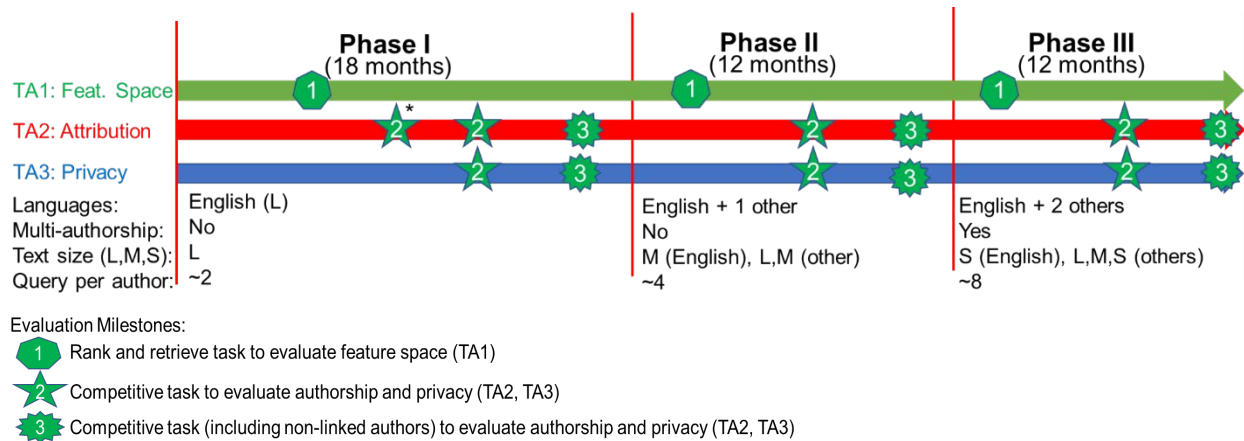 Phase I
(18 months)
Phase II
(12 months)
Phase III
(12 months)
TA1: Feat. Space
1
1
1
TA2: Attribution
2
*
2
3
2
3
2
3
TA3: Privacy
2
3
2
3
2
3
Languages:
English (L)
English + 1 other
English + 2 others
Multi-authorship:
No
No
Yes
Text size (L,M,S):
L
M (English), L,M (other)
S (English), L,M,S (others)
Query per author:
~2
~4
~8
Evaluation Milestones:
1 Rank and retrieve task to evaluate feature space (TA1)
2 Competitive task to evaluate authorship and privacy (TA2, TA3)
3 Competitive task (including non-linked authors) to evaluate authorship and privacy (TA2, TA3)